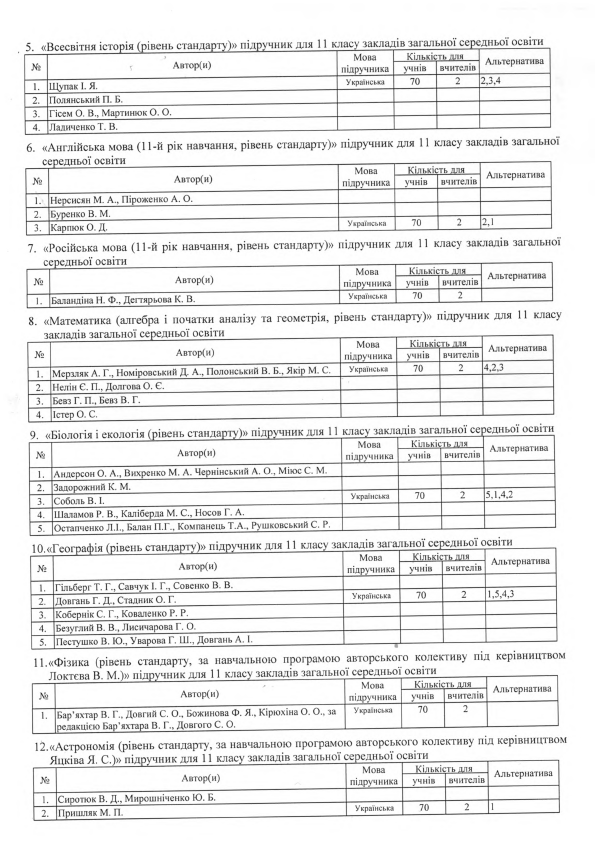 5. «Всесвітня історія (рівень стандарту)» підручник для 11 класу закладів загальної середньої освіти
№ Автор(и) Мова підручника Кількість для учнів вчителів Альтернатива
1. Щупак І. Я. Українська 70 2 2,3,4
2. Полянський П. Б.
3. Гісем О. В., Мартинюк О. О.
4. Ладиченко Т. В.
6. «Англійська мова (11-й рік навчання, рівень стандарту)» підручник для 11 класу закладів загальної
середньої освіти
№ Автор(и) Мова підручника Кількість для учнів вчителів Альтернатива
1. Нерсисян М. А., Піроженко А. О.
2. Буренко В. М.
3. Карпюк О. Д. Українська 70 2 2,1
7. «Російська мова (11-й рік навчання, рівень стандарту)» підручник для 11 класу закладів загальної
середньої освіти
№ Автор(и) Мова підручника Кількість для учнів вчителів Альтернатива
1. Баландіна Н. Ф., Дегтярьова К. В. Українська 70 2
8. «Математика (алгебра і початки аналізу та геометрія, рівень стандарту)» підручник для 11 класу
закладів загальної середньої освіти
№ Автор(и) Мова підручника Кількість для учнів вчителів Альтернатива
1. Мерзляк А. Г., Номіровський Д. А., Полонський В. Б., Якір М. С. Українська 70 2 4,2,3
2. Нелін Є. П., Долгова О. Є.
3. Бевз Г. П., Бевз В. Г.
4. Істер О. С.
9. «Біологія і екологія (рівень стандарту)» підручник для 11 класу закладів загальної середньої освіти
№ Автор(и) Мова підручника Кількість для учнів вчителів Альтернатива
1. Андерсон О. А., Вихренко М. А. Чернінський А. О., Міюс С. М.
2. Задорожний К. М.
3. Соболь В. І. Українська 70 2 5,1,4,2
4. Шаламов Р. В., Каліберда М. С., Носов Г. А.
5. Остапченко Л.І., Балан П.Г., Компанець Т.А., Рушковський С. Р.
10.«Географія (рівень стандарту)» підручник для 11 класу закладів загальної середньої освіти
№ Автор(и) Мова підручника Кількість для учнів вчителів Альтернатива
1. Гільберг Т. Г., Савчук І. Г., Совенко В. В.
2. Довгань Г. Д., Стадник О. Г. Українська 70 2 1,5,4,3
3. Кобернік С. Г., Коваленко Р. Р.
4. Безуглий В. В., Лисичарова Г. О.
5. Пестушко В. Ю., Уварова Г. Ш., Довгань А. І.
11.«Фізика (рівень стандарту, за навчальною програмою авторського колективу під керівництвом
Локтєва В. М.)» підручник для 11 класу закладів загальної середньої освіти
№ Автор(и) Мова підручника Кількість для учнів вчителів Альтернатива
1. Бар’яхтар В. Г., Довгий С. О., Божинова Ф. Я., Кірюхіна О. О., за Українська 70 2
редакцією Бар’яхтара В. Г., Довгого С. О.
12.«Астрономія (рівень стандарту, за навчальною програмою авторського колективу під керівництвом
Яцківа Я. С.)» підручник для 11 класу закладів загальної середньої освіти
№ Автор(и) Мова підручника Кількість для учнів вчителів Альтернатива
1. Сиротюк В. Д., Мирошніченко Ю. Б.
2. Пришляк М. П. Українська 70 2 1